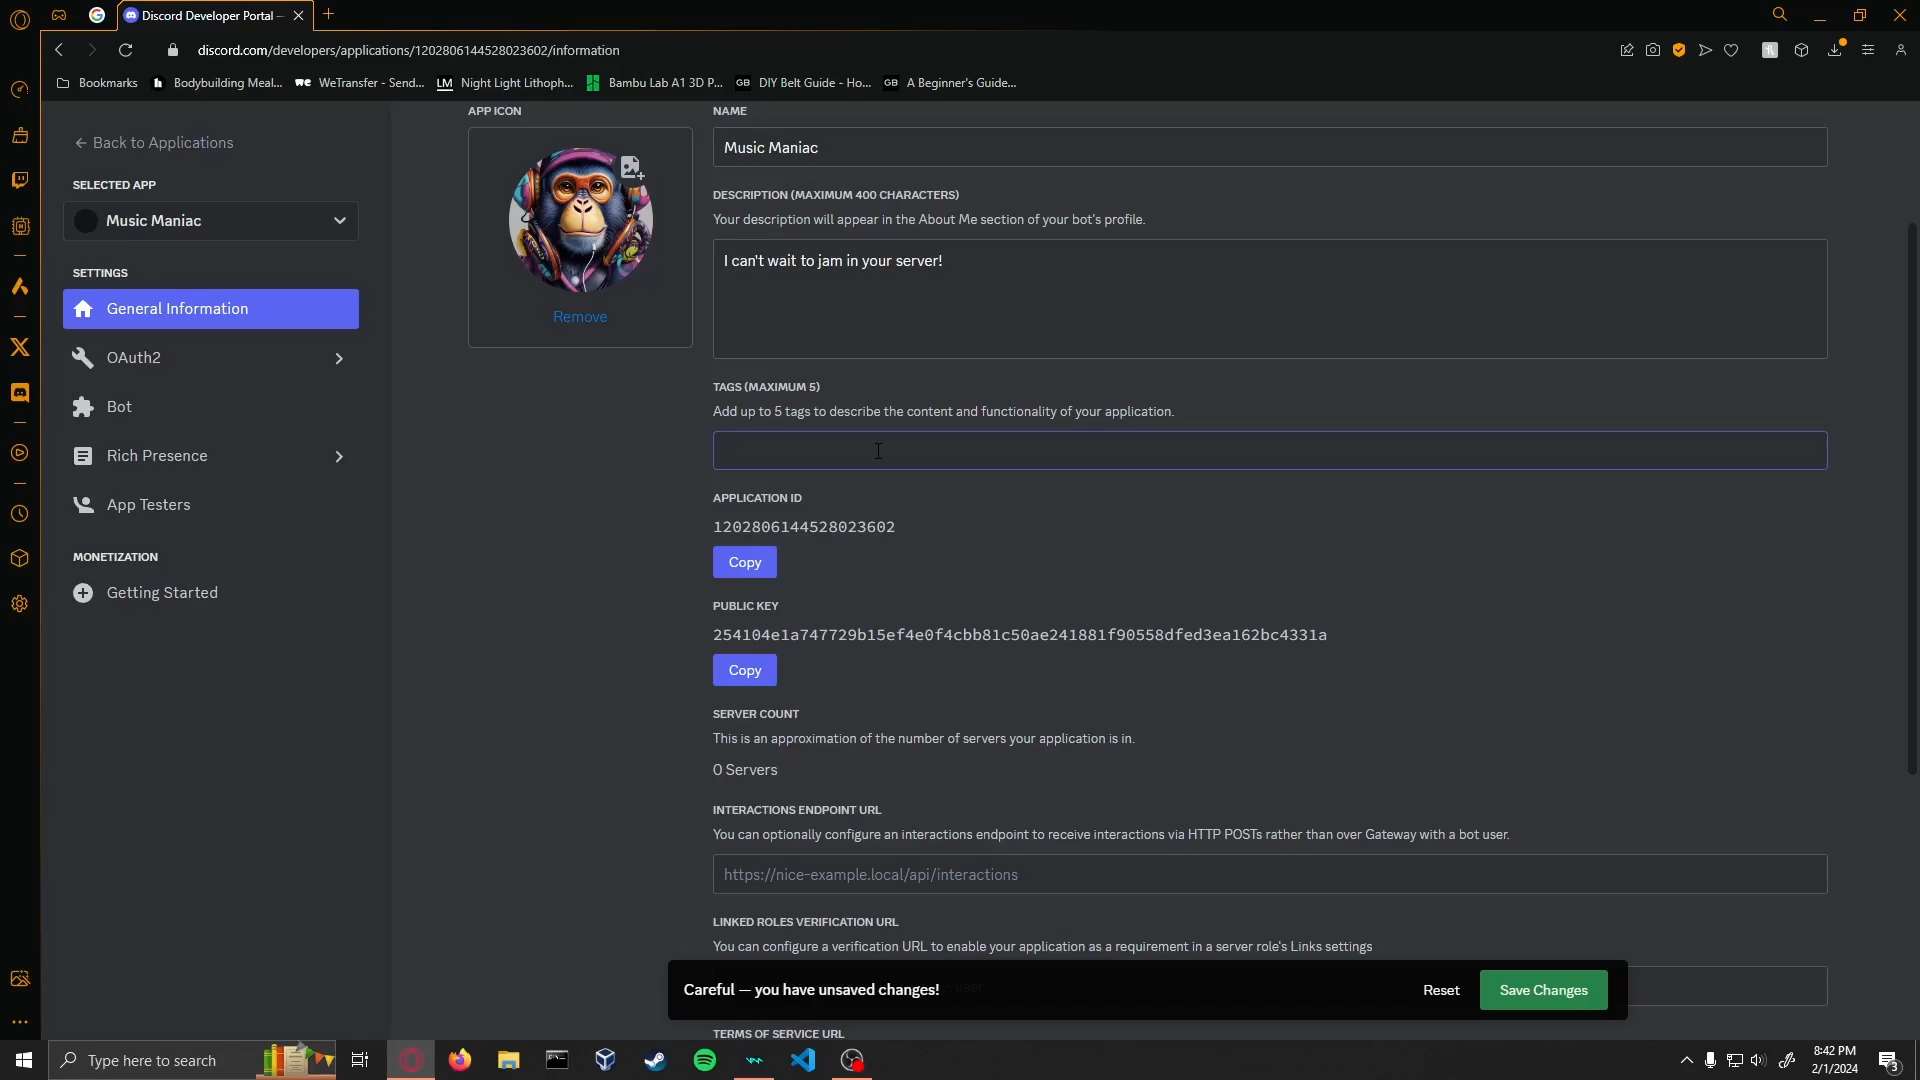 Discord Developer Portal –
discord.com/developers/applications/1202806144528023602/information
Bookmarks
Bodybuilding Meal...
WeTransfer - Send...
LM Night Light Lithoph...
Bambu Lab A1 3D P...
GB DIY Belt Guide - Ho...
GB A Beginner's Guide...
Back to Applications
SELECTED APP
Music Maniac
SETTINGS
General Information
OAuth2
Bot
Rich Presence
App Testers
MONETIZATION
Getting Started
APP ICON
Remove
NAME
Music Maniac
DESCRIPTION (MAXIMUM 400 CHARACTERS)
Your description will appear in the About Me section of your bot's profile.
I can't wait to jam in your server!
TAGS (MAXIMUM 5)
Add up to 5 tags to describe the content and functionality of your application.
APPLICATION ID
1202806144528023602
Copy
PUBLIC KEY
254104e1a747729b15ef4e0f4cbb81c50ae241881f90558dfed3ea162bc4331a
Copy
SERVER COUNT
This is an approximation of the number of servers your application is in.
0 Servers
INTERACTIONS ENDPOINT URL
You can optionally configure an interactions endpoint to receive interactions via HTTP POSTs rather than over Gateway with a bot user.
https://nice-example.local/api/interactions
LINKED ROLES VERIFICATION URL
You can configure a verification URL to enable your application as a requirement in a server role's Links settings
Careful — you have unsaved changes!
Reset
Save Changes
TERMS OF SERVICE URL
Type here to search
8:42 PM
2/1/2024
3